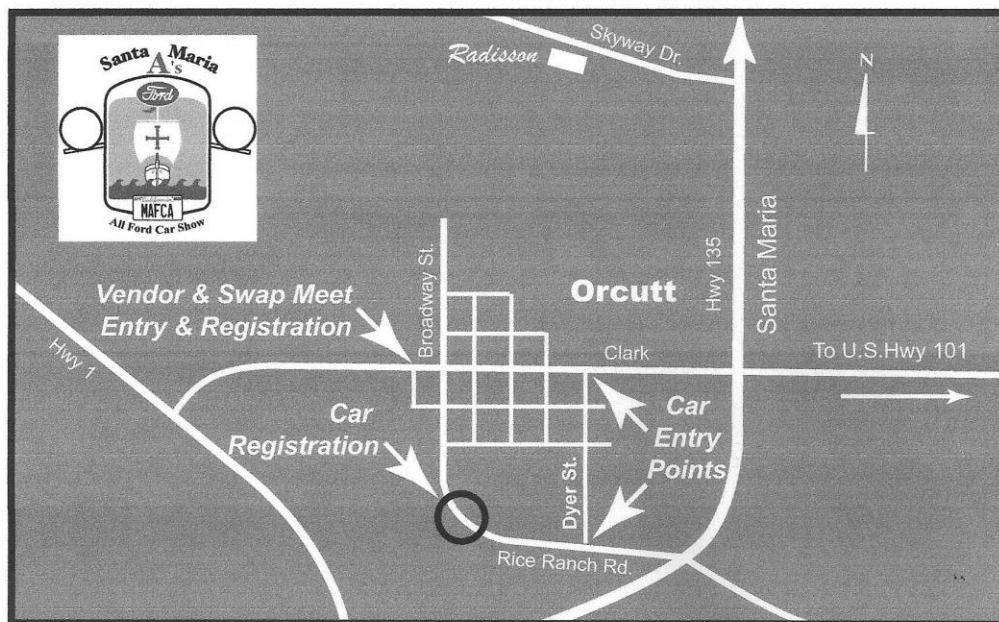 Santa Maria
A's
Ford
MAFCA
All Ford Car Show
Radisson
Skyway Dr.
N
Hwy 135
Santa Maria
Broadway St.
Orcutt
Vendor & Swap Meet
Entry & Registration
Clark
To U.S.Hwy 101
Hwy 1
Car
Registration
Car
Entry
Points
Dyer St.
Rice Ranch Rd.